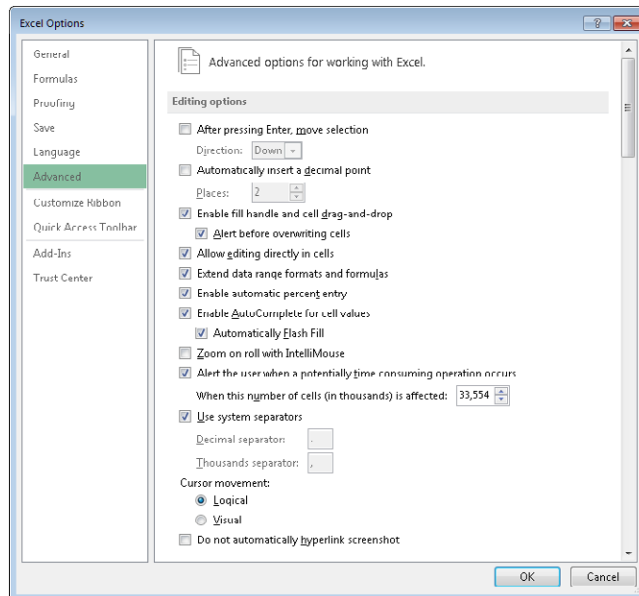 Excel Options
General
Formulas
Proofing
Save
Language
Advanced
Customize Ribbon
Quick Access Toolbar
Add-Ins
Trust Center
Advanced options for working with Excel.
Editing options
After pressing Enter, move selection
Direction: Down
Automatically insert a decimal point
Places: 2
Enable fill handle and cell drag-and-drop
Alert before overwriting cells
Allow editing directly in cells
Extend data range formats and formulas
Enable automatic percent entry
Enable AutoComplete for cell values
Automatically Flash Fill
Zoom on roll with IntelliMouse
Alert the user when a potentially time consuming operation occurs
When this number of cells (in thousands) is affected: 33,554
Use system separators
Decimal separator: .
Thousands separator: ,
Cursor movement:
Logical
Visual
Do not automatically hyperlink screenshot
OK Cancel